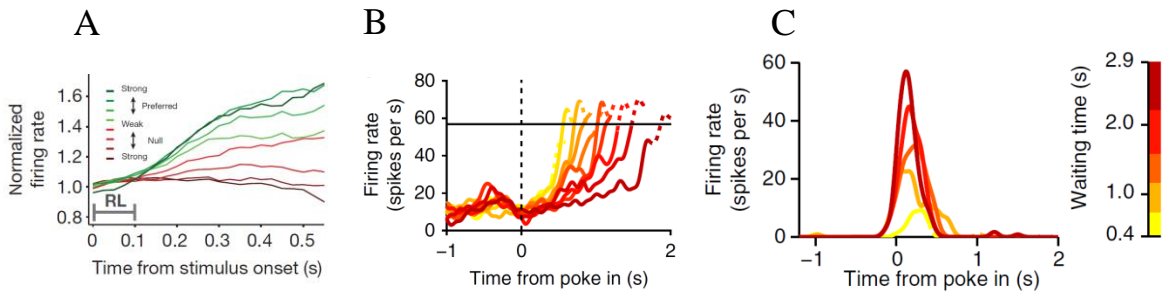 A
Normalized
firing rate
1.6
1.4
1.2
1.0
0.8
Strong
Preferred
Weak
Null
Strong
RL
0
0.1
0.2
0.3
0.4
0.5
Time from stimulus onset (s)
B
Firing rate
(spikes per s)
80
60
40
20
0
−1
0
2
Time from poke in (s)
C
Firing rate
(spikes per s)
60
40
20
0
−1
0
1
2
Time from poke in (s)
Waiting time (s)
2.9
2.0
1.0
0.4